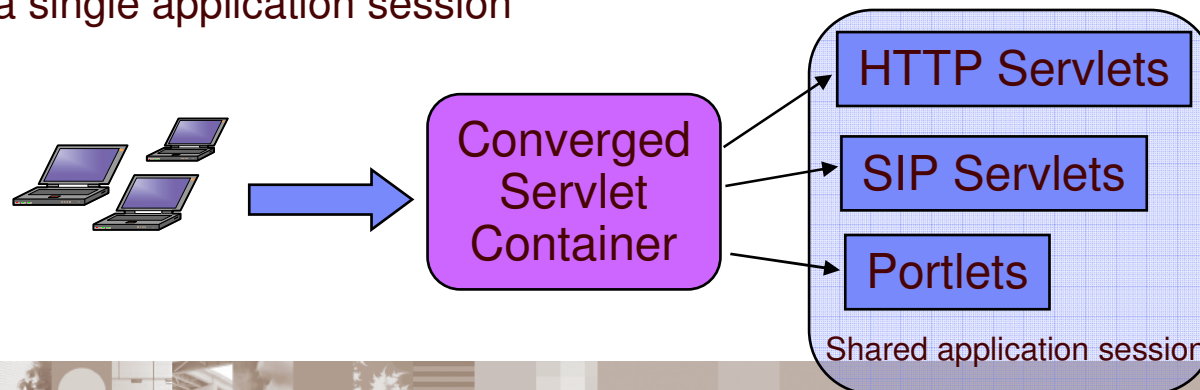 a single application session
HTTP Servlets
Converged
Servlet
Container
SIP Servlets
Portlets
Shared application session